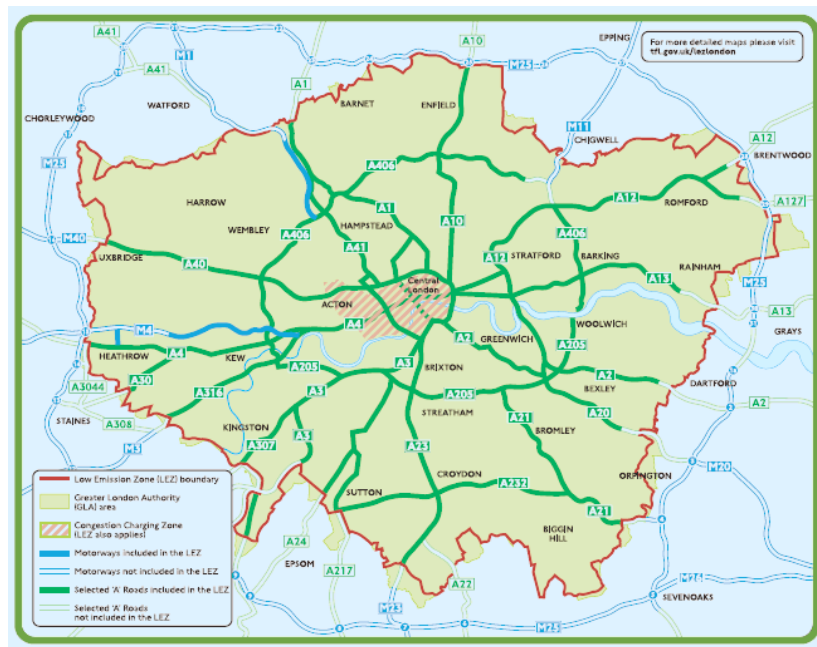 For more detailed maps please visit
tfl.gov.uk/lezlondon
A41
A10
EPPING
M1
A41
M25
A1
BARNET
ENFIELD
WATFORD
CHORLEYWOOD
M11
CHIGWELL
A12
BRENTWOOD
M25
A406
A127
HARROW
A1
A12
ROMFORD
HAMPSTEAD
A10
WEMBLEY
A406
A406
M40
A41
A12
STRATFORD
BARKING
UXBRIDGE
A40
RAINHAM
A13
Central
London
M25
ACTON
A13
A4
WOOLWICH
M4
GRAYS
A2
GREENWICH
A205
HEATHROW
A4
KEW
A205
A3
BRIXTON
A2
A30
A3
A205
BEXLEY
DARTFORD
A3044
A316
STREATHAM
A21
A20
A2
STAINES
A308
KINGSTON
A23
BROMLEY
M3
A307
A3
M20
CROYDON
ORPINGTON
SUTTON
A232
A21
BIGGIN
HILL
A24
EPSOM
A217
A22
M26
SEVENOAKS
M23
M25
Low Emission Zone (LEZ) boundary
Greater London Authority
(GLA) area
Congestion Charging Zone
(LEZ also applies)
Motorways included in the LEZ
Motorways not included in the LEZ
Selected 'A' Roads included in the LEZ
Selected 'A' Roads
not included in the LEZ